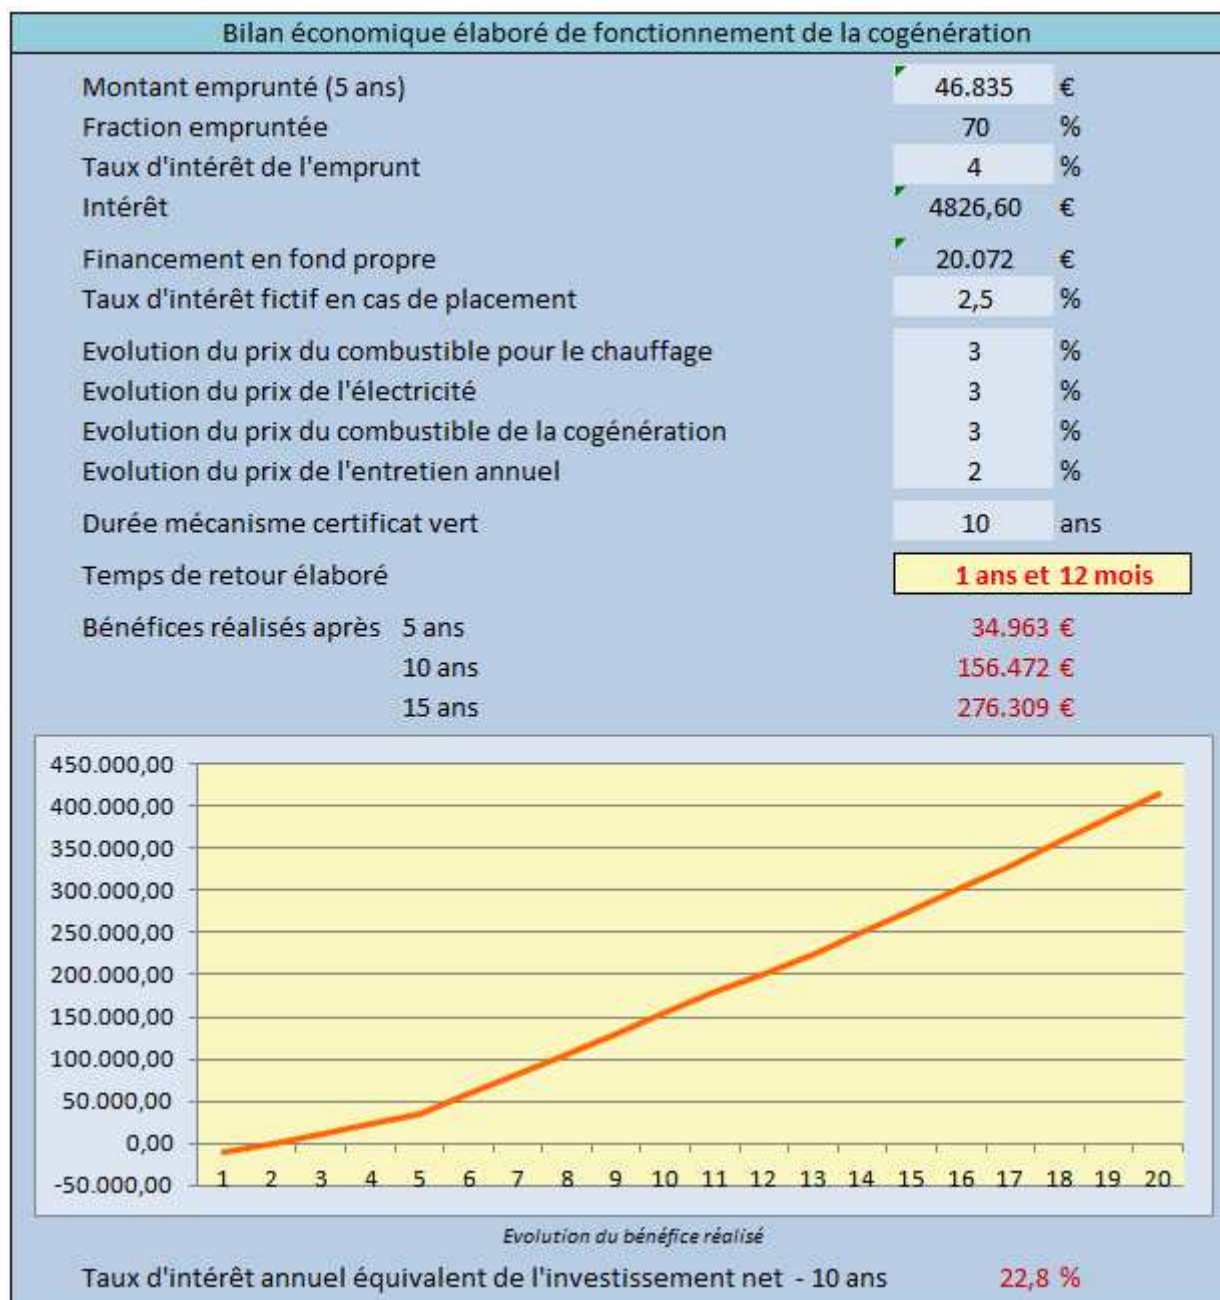 Bilan économique élaboré de fonctionnement de la cogénération
Montant emprunté (5 ans) 46.835 €
Fraction empruntée 70 %
Taux d'intérêt de l'emprunt 4 %
Intérêt 4826,60 €
Financement en fond propre 20.072 €
Taux d'intérêt fictif en cas de placement 2,5 %
Evolution du prix du combustible pour le chauffage 3 %
Evolution du prix de l'électricité 3 %
Evolution du prix du combustible de la cogénération 3 %
Evolution du prix de l'entretien annuel 2 %
Durée mécanisme certificat vert 10 ans
Temps de retour élaboré 1 ans et 12 mois
Bénéfices réalisés après 5 ans 34.963 €
10 ans 156.472 €
15 ans 276.309 €
450.000,00
400.000,00
350.000,00
300.000,00
250.000,00
200.000,00
150.000,00
100.000,00
50.000,00
0,00
-50.000,00
1 2 3 4 5 6 7 8 9 10 11 12 13 14 15 16 17 18 19 20
Evolution du bénéfice réalisé
Taux d'intérêt annuel équivalent de l'investissement net - 10 ans 22,8 %